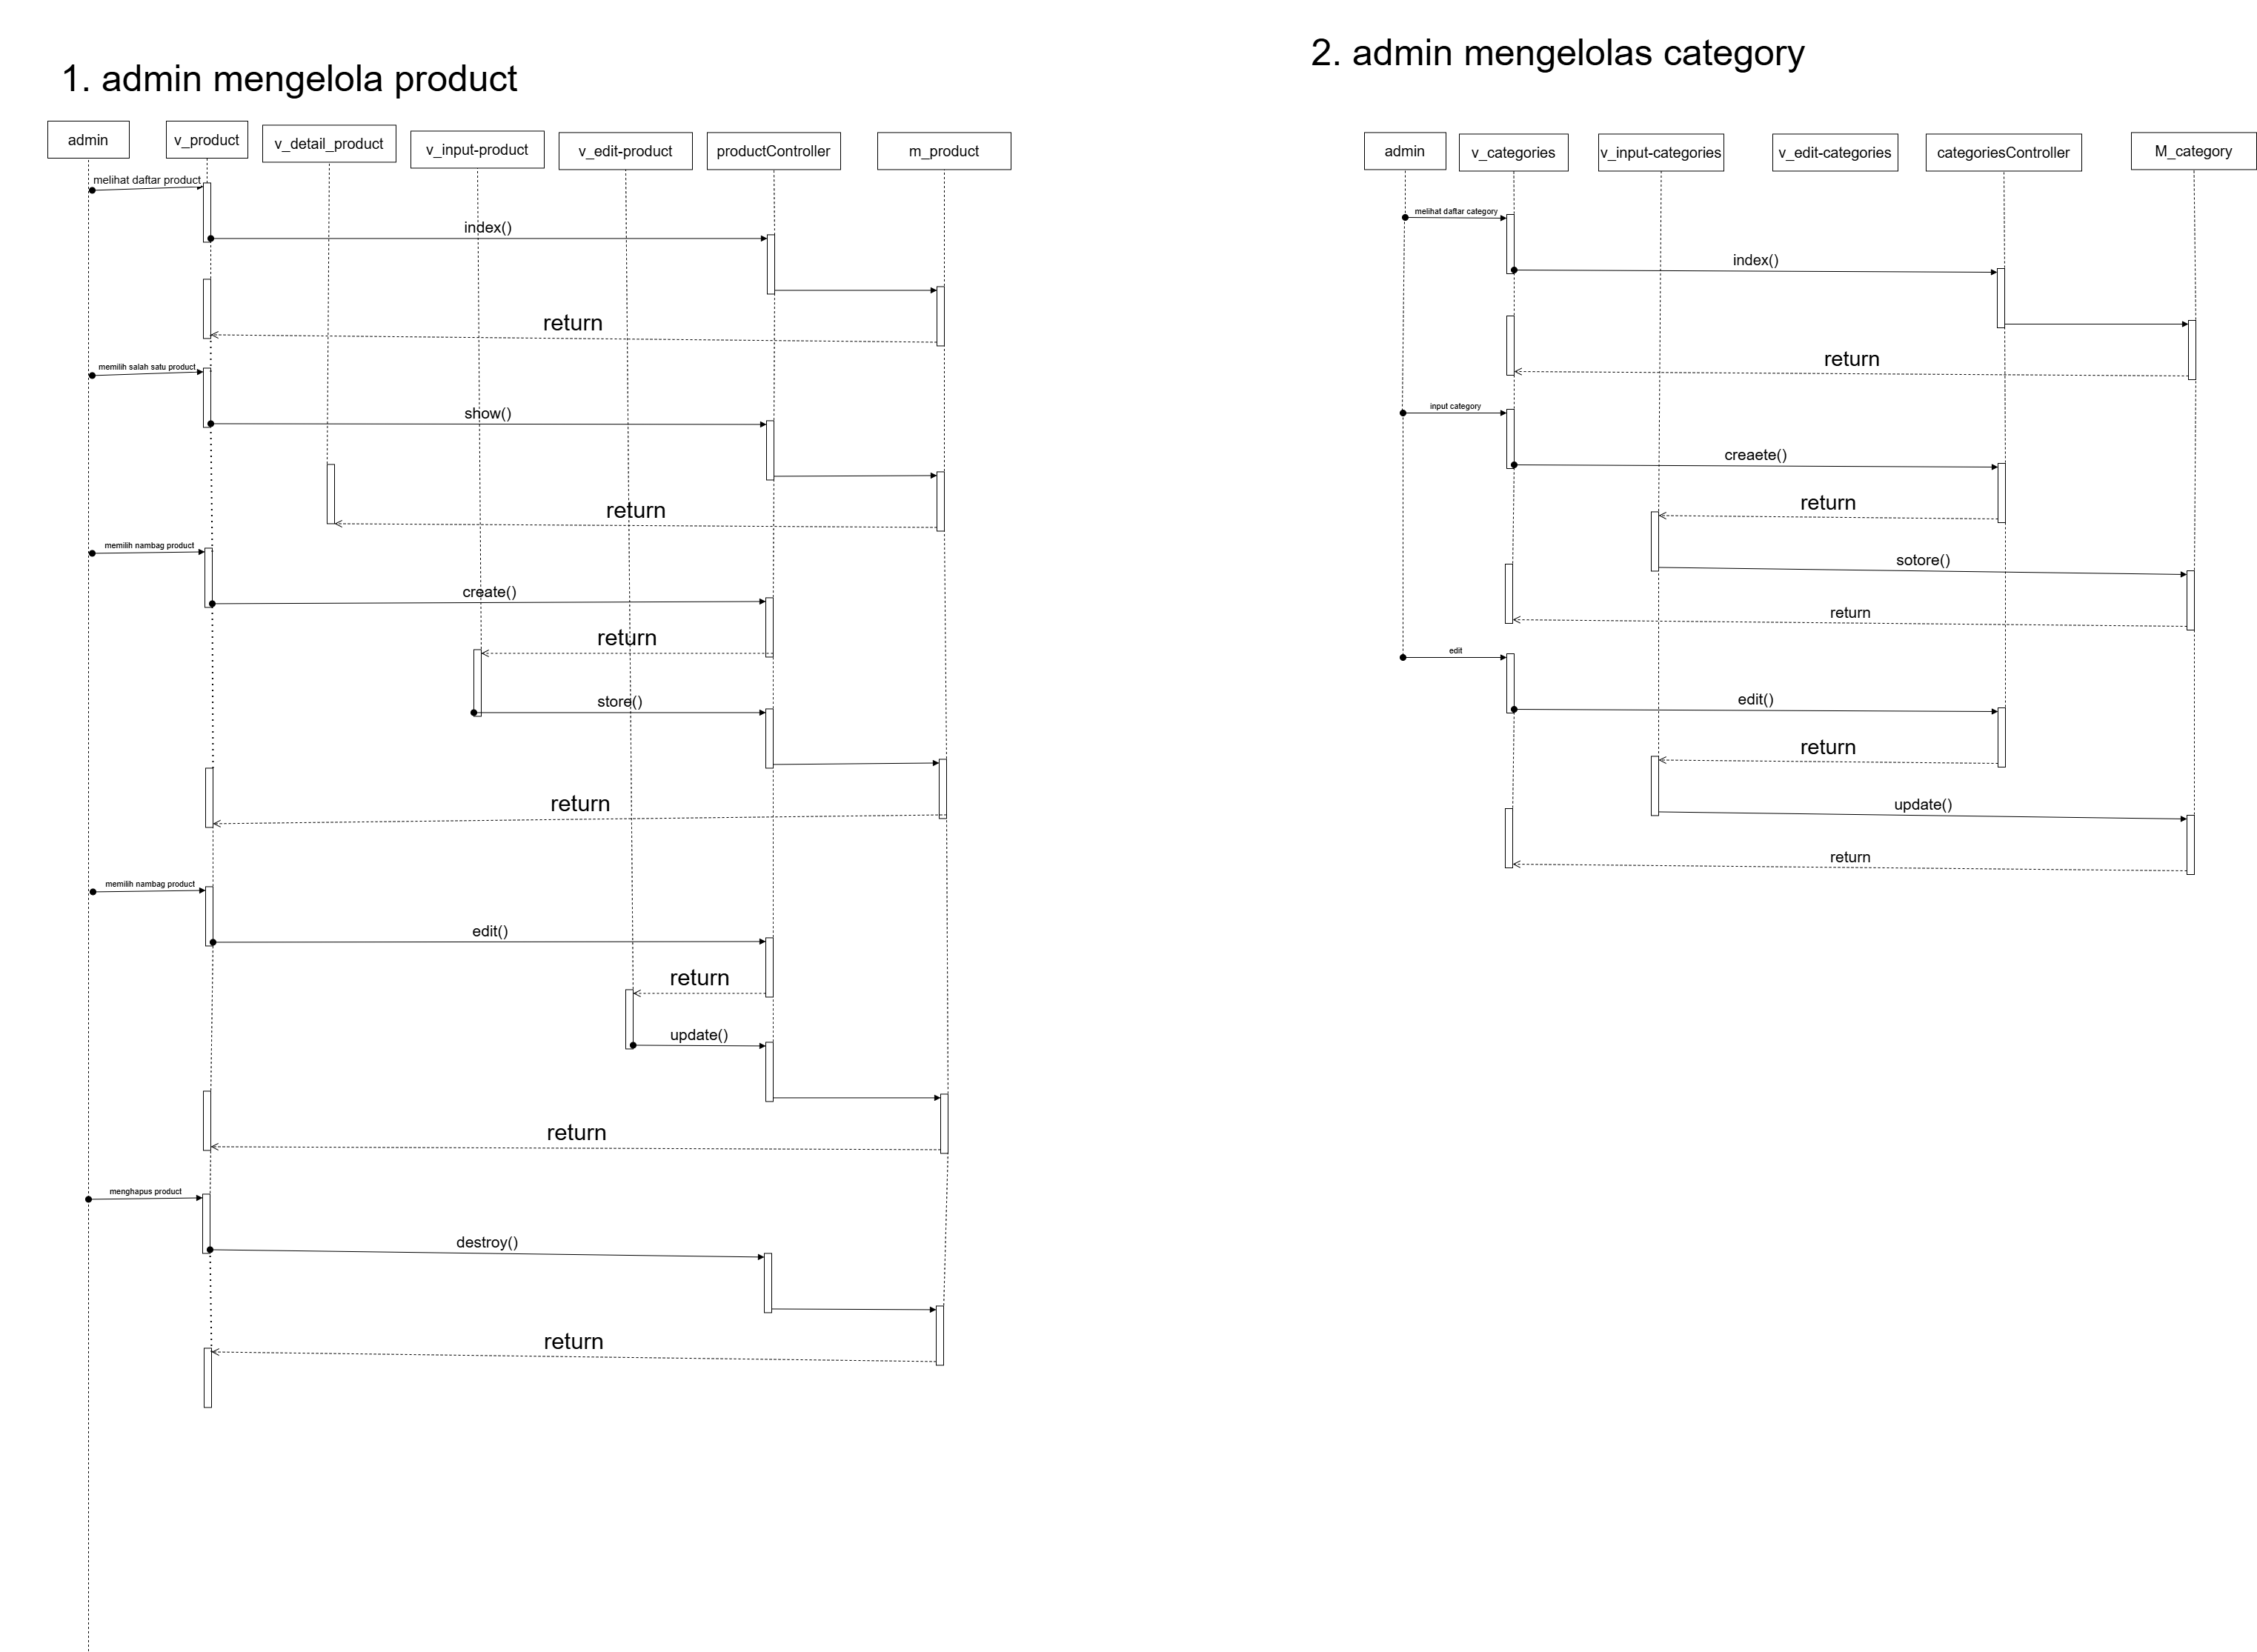 1. admin mengelola product
admin
v_product
v_detail_product
v_input-product
v_edit-product
productController
m_product
melihat daftar product
index()
return
memilih salah satu product
show()
return
memilih nambag product
create()
return
store()
return
memilih nambag product
edit()
return
update()
return
menghapus product
destroy()
return
2. admin mengelolas category
admin
v_categories
v_input-categories
v_edit-categories
categoriesController
M_category
melihat daftar category
index()
return
input category
creaete()
return
sotore()
return
edit
edit()
return
update()
return